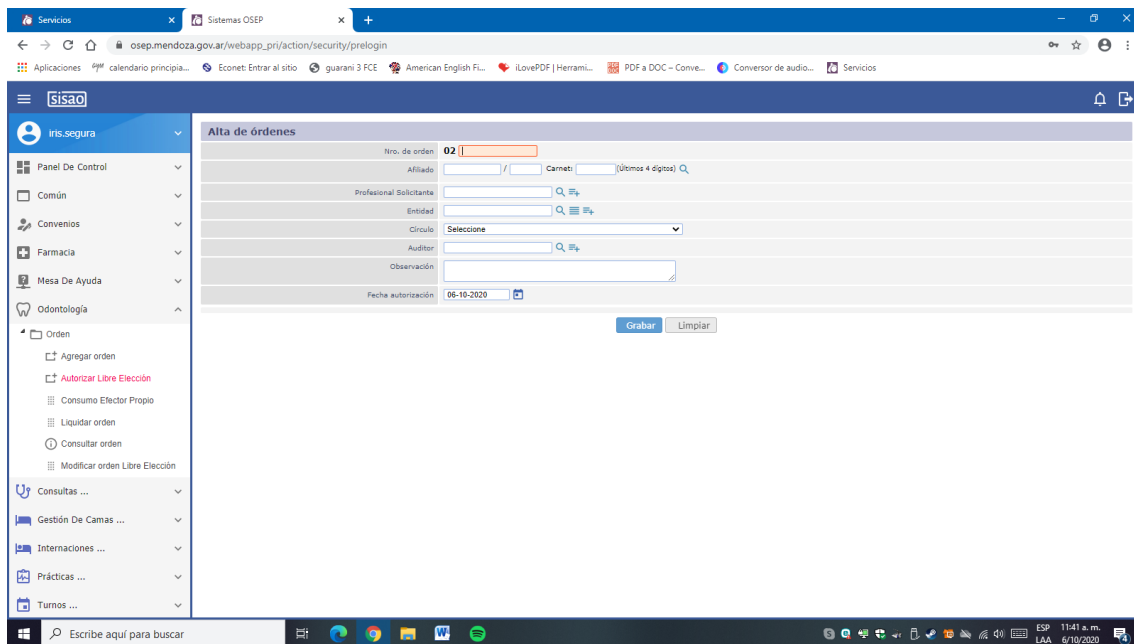 Servicios
Sistemas OSEP
osep.mendoza.gov.ar/webapp_pri/action/security/prelogin
Aplicaciones
calendario principia...
Econet: Entrar al sitio
guarani 3 FCE
American English Fi...
iLovePDF | Herrami...
PDF a DOC – Conve...
Conversor de audio...
Servicios
sisao
iris.segura
Panel De Control
Común
Convenios
Farmacia
Mesa De Ayuda
Odontología
Orden
Agregar orden
Autorizar Libre Elección
Consumo Efector Propio
Liquidar orden
Consultar orden
Modificar orden Libre Elección
Consultas ...
Gestión De Camas ...
Internaciones ...
Prácticas ...
Turnos ...
Alta de órdenes
Nro. de orden 02
Afiliado / Carnet: (Últimos 4 dígitos)
Profesional Solicitante
Entidad
Círculo Seleccione
Auditor
Observación
Fecha autorización 06-10-2020
Grabar Limpiar
Escribe aquí para buscar
ESP 11:41 a. m.
LAA 6/10/2020